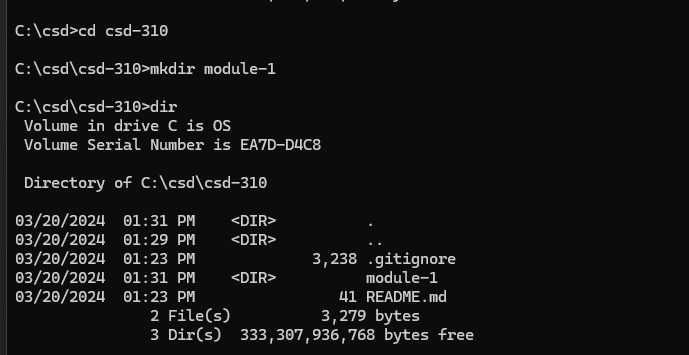 C:\csd>cd csd-310
C:\csd\csd-310>mkdir module-1
C:\csd\csd-310>dir
 Volume in drive C is OS
 Volume Serial Number is EA7D-D4C8
 Directory of C:\csd\csd-310
03/20/2024  01:31 PM    <DIR>          .
03/20/2024  01:29 PM    <DIR>          ..
03/20/2024  01:23 PM             3,238 .gitignore
03/20/2024  01:31 PM    <DIR>          module-1
03/20/2024  01:23 PM                41 README.md
               2 File(s)          3,279 bytes
               3 Dir(s)  333,307,936,768 bytes free